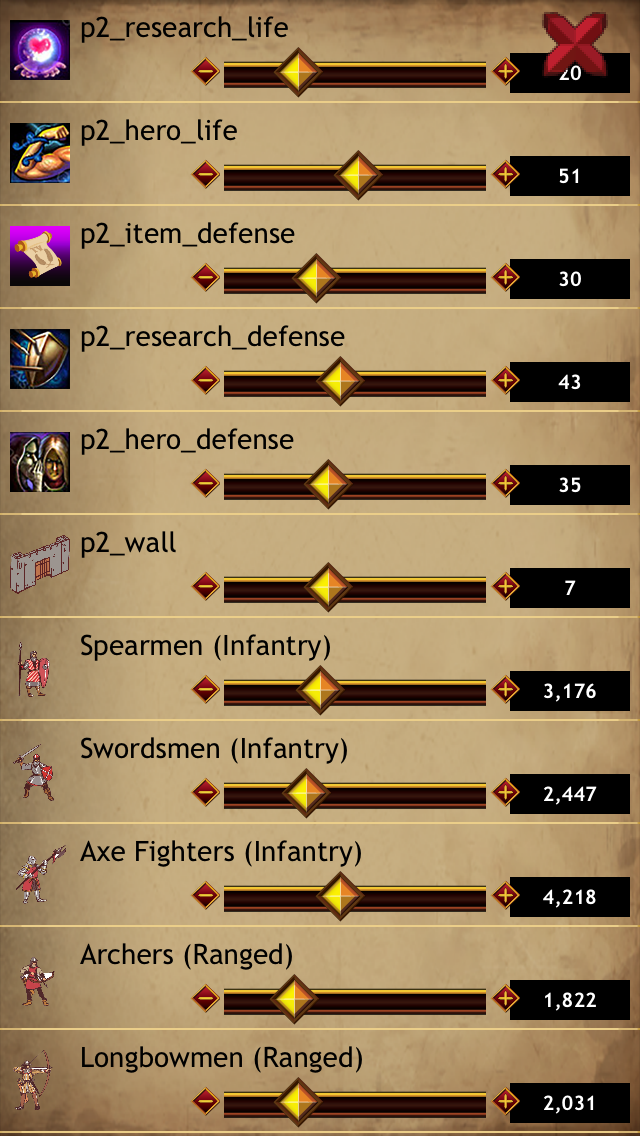 p2_research_life
20
p2_hero_life
51
p2_item_defense
30
p2_research_defense
43
p2_hero_defense
35
p2_wall
7
Spearmen (Infantry)
3,176
Swordsmen (Infantry)
2,447
Axe Fighters (Infantry)
4,218
Archers (Ranged)
1,822
Longbowmen (Ranged)
2,031